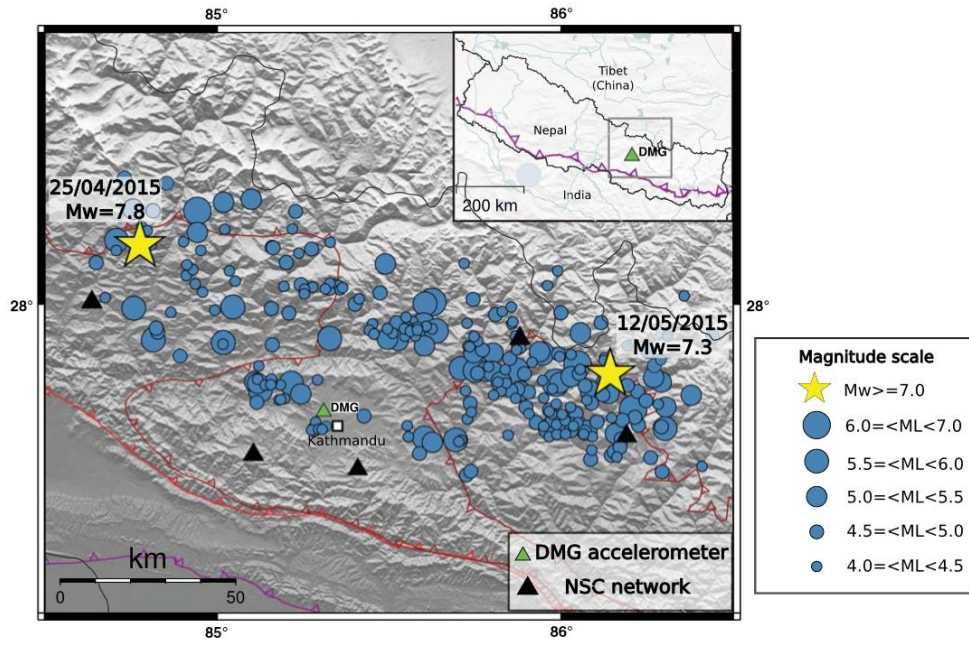 85°
86°
Tibet
(China)
Nepal
DMG
India
200 km
25/04/2015
Mw=7.8
28°
28°
12/05/2015
Mw=7.3
DMG
Kathmandu
km
0
50
DMG accelerometer
NSC network
85°
86°
Magnitude scale
Mw>=7.0
6.0=<ML<7.0
5.5=<ML<6.0
5.0=<ML<5.5
4.5=<ML<5.0
4.0=<ML<4.5